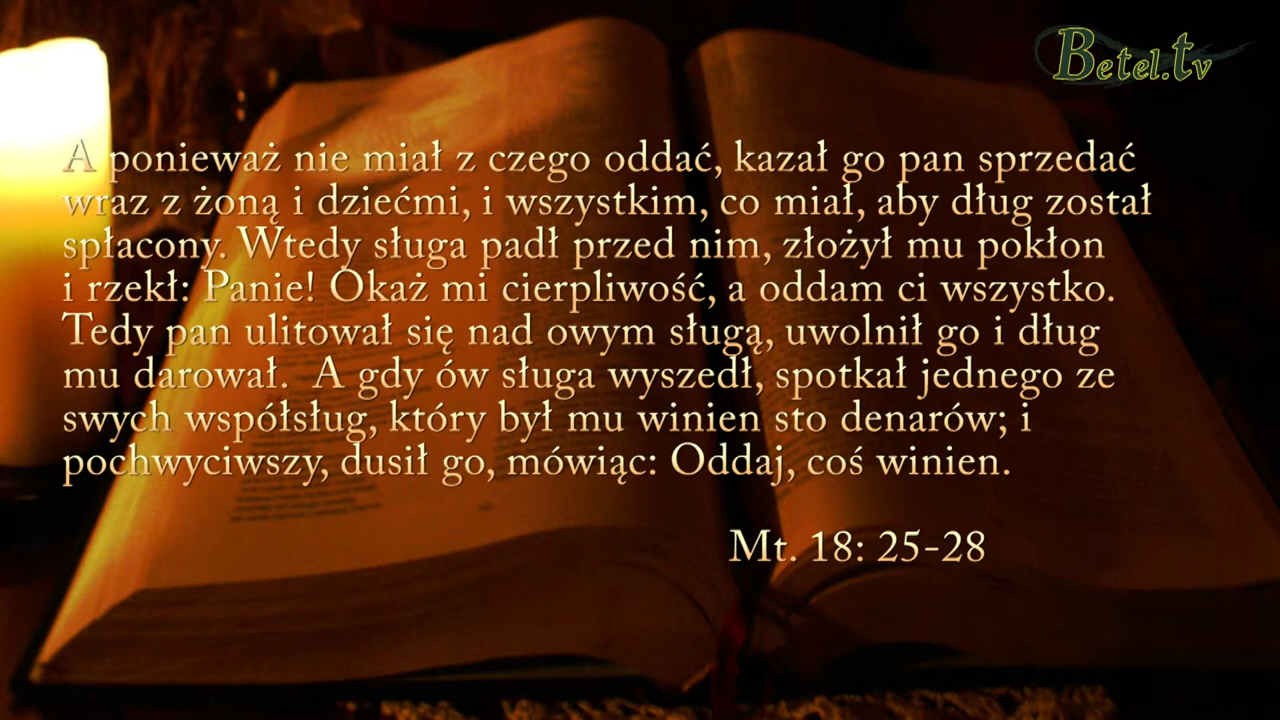 Betel.tv
A ponieważ nie miał z czego oddać, kazał go pan sprzedać
wraz z żoną i dziećmi, i wszystkim, co miał, aby dług został
spłacony. Wtedy sługa padł przed nim, złożył mu pokłon
i rzekł: Panie! Okaż mi cierpliwość, a oddam ci wszystko.
Tedy pan ulitował się nad owym sługą, uwolnił go i dług
mu darował.  A gdy ów sługa wyszedł, spotkał jednego ze
swych współsług, który był mu winien sto denarów; i
pochwyciwszy, dusił go, mówiąc: Oddaj, coś winien.
Mt. 18: 25-28